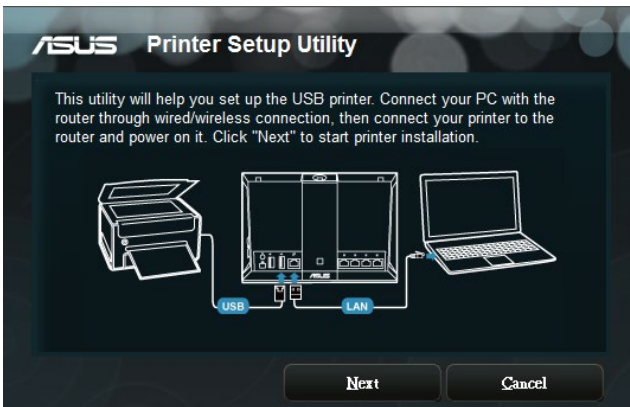 ASUS Printer Setup Utility
This utility will help you set up the USB printer. Connect your PC with the
router through wired/wireless connection, then connect your printer to the
router and power on it. Click "Next" to start printer installation.
ASUS
USB
LAN
Next
Cancel